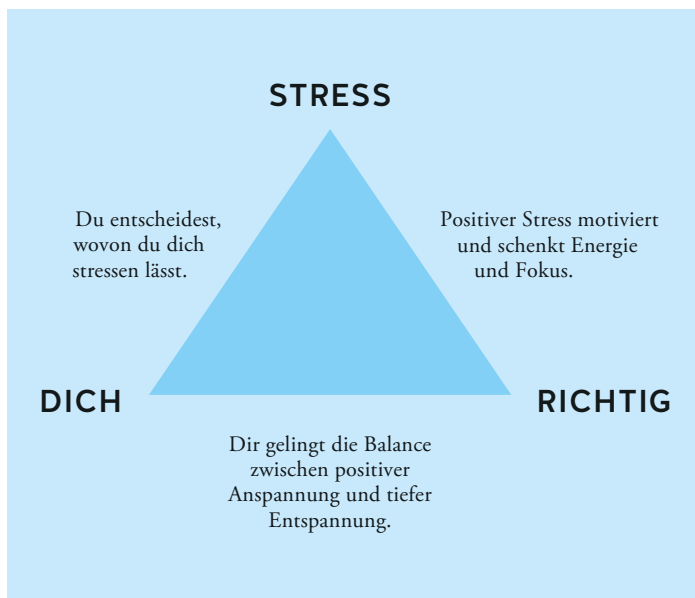 STRESS
Du entscheidest,
wovon du dich
stressen lässt.
Positiver Stress motiviert
und schenkt Energie
und Fokus.
DICH
RICHTIG
Dir gelingt die Balance
zwischen positiver
Anspannung und tiefer
Entspannung.